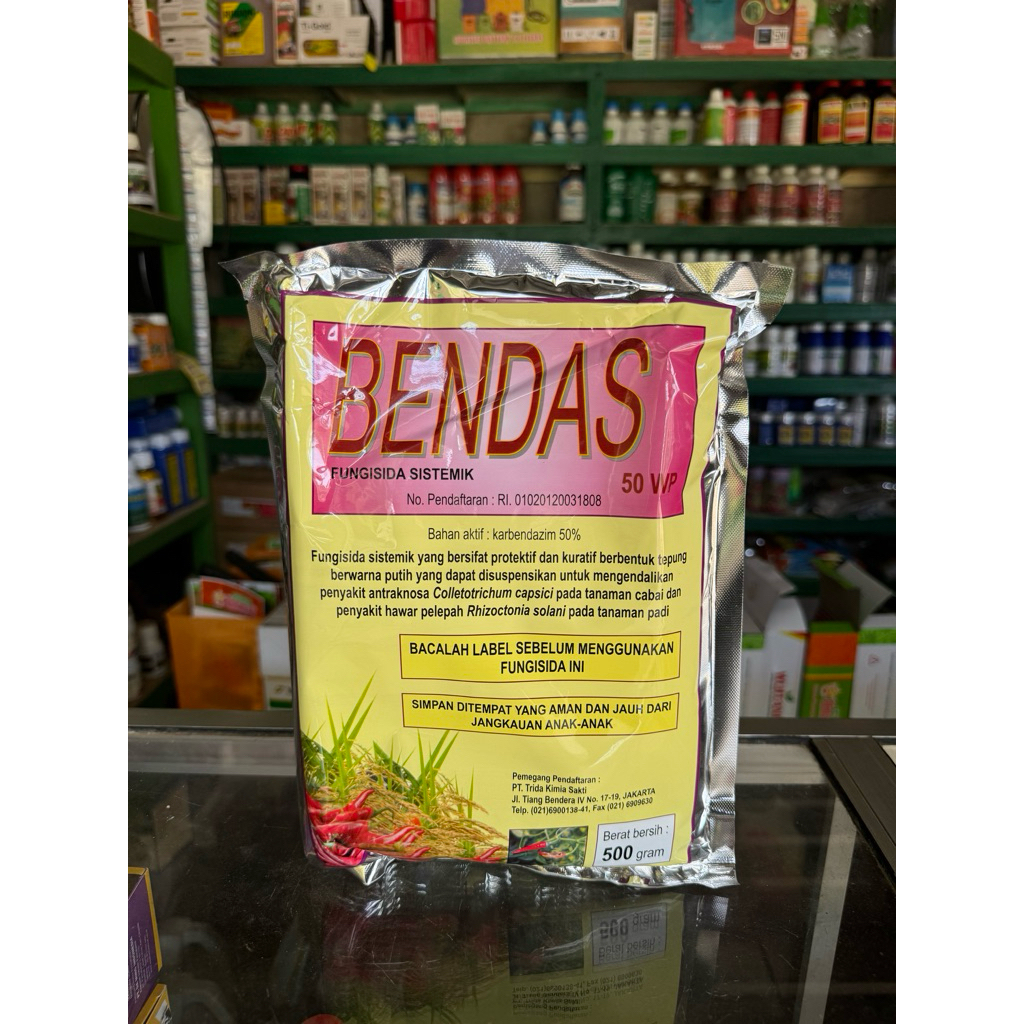 BENDAS
FUNGISIDA SISTEMIK
50 WP
No. Pendaftaran : RI. 01020120031808
Bahan aktif : karbendazim 50%
Fungisida sistemik yang bersifat protektif dan kuratif berbentuk tepung
berwarna putih yang dapat disuspensikan untuk mengendalikan
penyakit antraknosa Colletotrichum capsici pada tanaman cabai dan
penyakit hawar pelepah Rhizoctonia solani pada tanaman padi
BACALAH LABEL SEBELUM MENGGUNAKAN
FUNGISIDA INI
SIMPAN DITEMPAT YANG AMAN DAN JAUH DARI
JANGKAUAN ANAK-ANAK
Pemegang Pendaftaran :
PT. Trida Kimia Sakti
Jl. Tiang Bendera IV No. 17-19, JAKARTA
Telp. (021)6900138-41, Fax (021) 6909630
Berat bersih :
500 gram